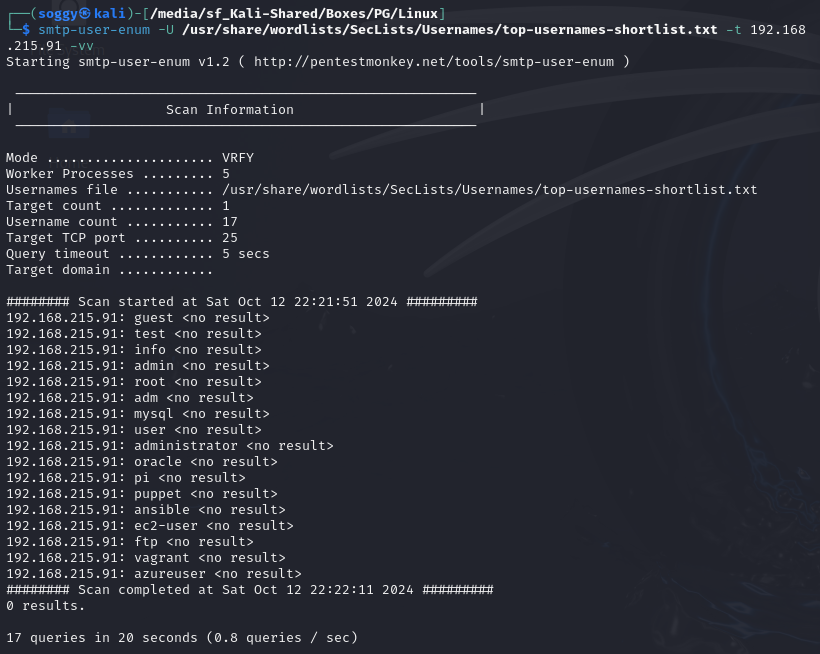 ┌──(soggy㉿kali)-[/media/sf_Kali-Shared/Boxes/PG/Linux]
└─$ smtp-user-enum -U /usr/share/wordlists/SecLists/Usernames/top-usernames-shortlist.txt -t 192.168
.215.91 -vv
Starting smtp-user-enum v1.2 ( http://pentestmonkey.net/tools/smtp-user-enum )
|                   Scan Information                       |
Mode ..................... VRFY
Worker Processes ......... 5
Usernames file ........... /usr/share/wordlists/SecLists/Usernames/top-usernames-shortlist.txt
Target count ............. 1
Username count ........... 17
Target TCP port .......... 25
Query timeout ............ 5 secs
Target domain ............
######## Scan started at Sat Oct 12 22:21:51 2024 #########
192.168.215.91: guest <no result>
192.168.215.91: test <no result>
192.168.215.91: info <no result>
192.168.215.91: admin <no result>
192.168.215.91: root <no result>
192.168.215.91: adm <no result>
192.168.215.91: mysql <no result>
192.168.215.91: user <no result>
192.168.215.91: administrator <no result>
192.168.215.91: oracle <no result>
192.168.215.91: pi <no result>
192.168.215.91: puppet <no result>
192.168.215.91: ansible <no result>
192.168.215.91: ec2-user <no result>
192.168.215.91: ftp <no result>
192.168.215.91: vagrant <no result>
192.168.215.91: azureuser <no result>
######## Scan completed at Sat Oct 12 22:22:11 2024 #########
0 results.
17 queries in 20 seconds (0.8 queries / sec)